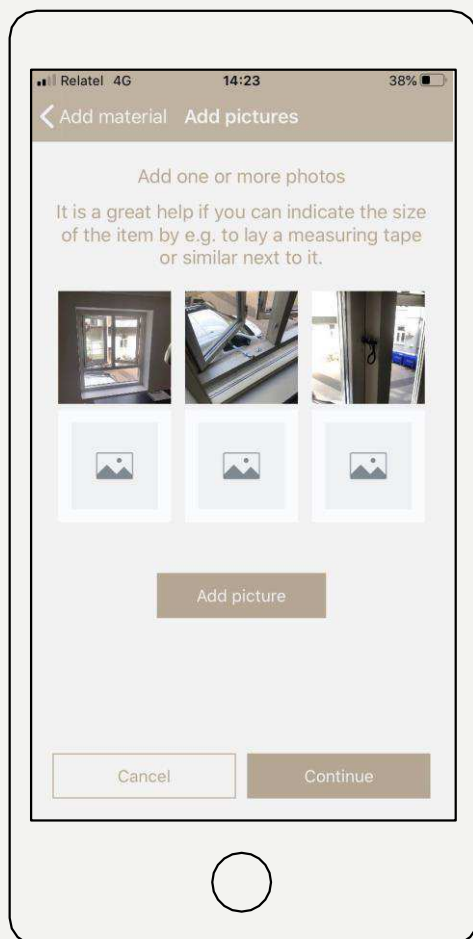 Relatel 4G 14:23 38%
Add material Add pictures
Add one or more photos
It is a great help if you can indicate the size
of the item by e.g. to lay a measuring tape
or similar next to it.
Add picture
Cancel Continue